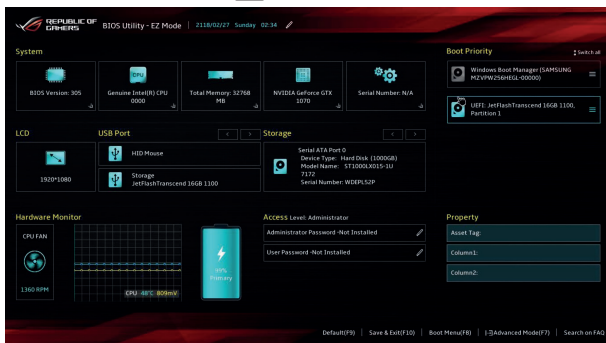 REPUBLIC OF GAMERS
BIOS Utility - EZ Mode
2118/02/27 Sunday 02:34
System
Boot Priority
Switch all
BIOS Version: 305
Genuine Intel(R) CPU 0000
Total Memory: 32768 MB
NVIDIA GeForce GTX 1070
Serial Number: N/A
Windows Boot Manager (SAMSUNG MZVPW256HEGL-00000)
UEFI: JetFlashTranscend 16GB 1100, Partition 1
LCD
USB Port
Storage
1920*1080
HID Mouse
Storage
JetFlashTranscend 16GB 1100
Serial ATA Port 0
Device Type: Hard Disk (1000GB)
Model Name: ST1000LX015-1U7172
Serial Number: WDEPLS2P
Hardware Monitor
Access Level: Administrator
Property
CPU FAN
1360 RPM
CPU 48°C 809mV
99%
Primary
Administrator Password -Not Installed
User Password -Not Installed
Asset Tag:
Column1:
Column2:
Default(F9)
Save & Exit(F10)
Boot Menu(F8)
Advanced Mode(F7)
Search on FAQ